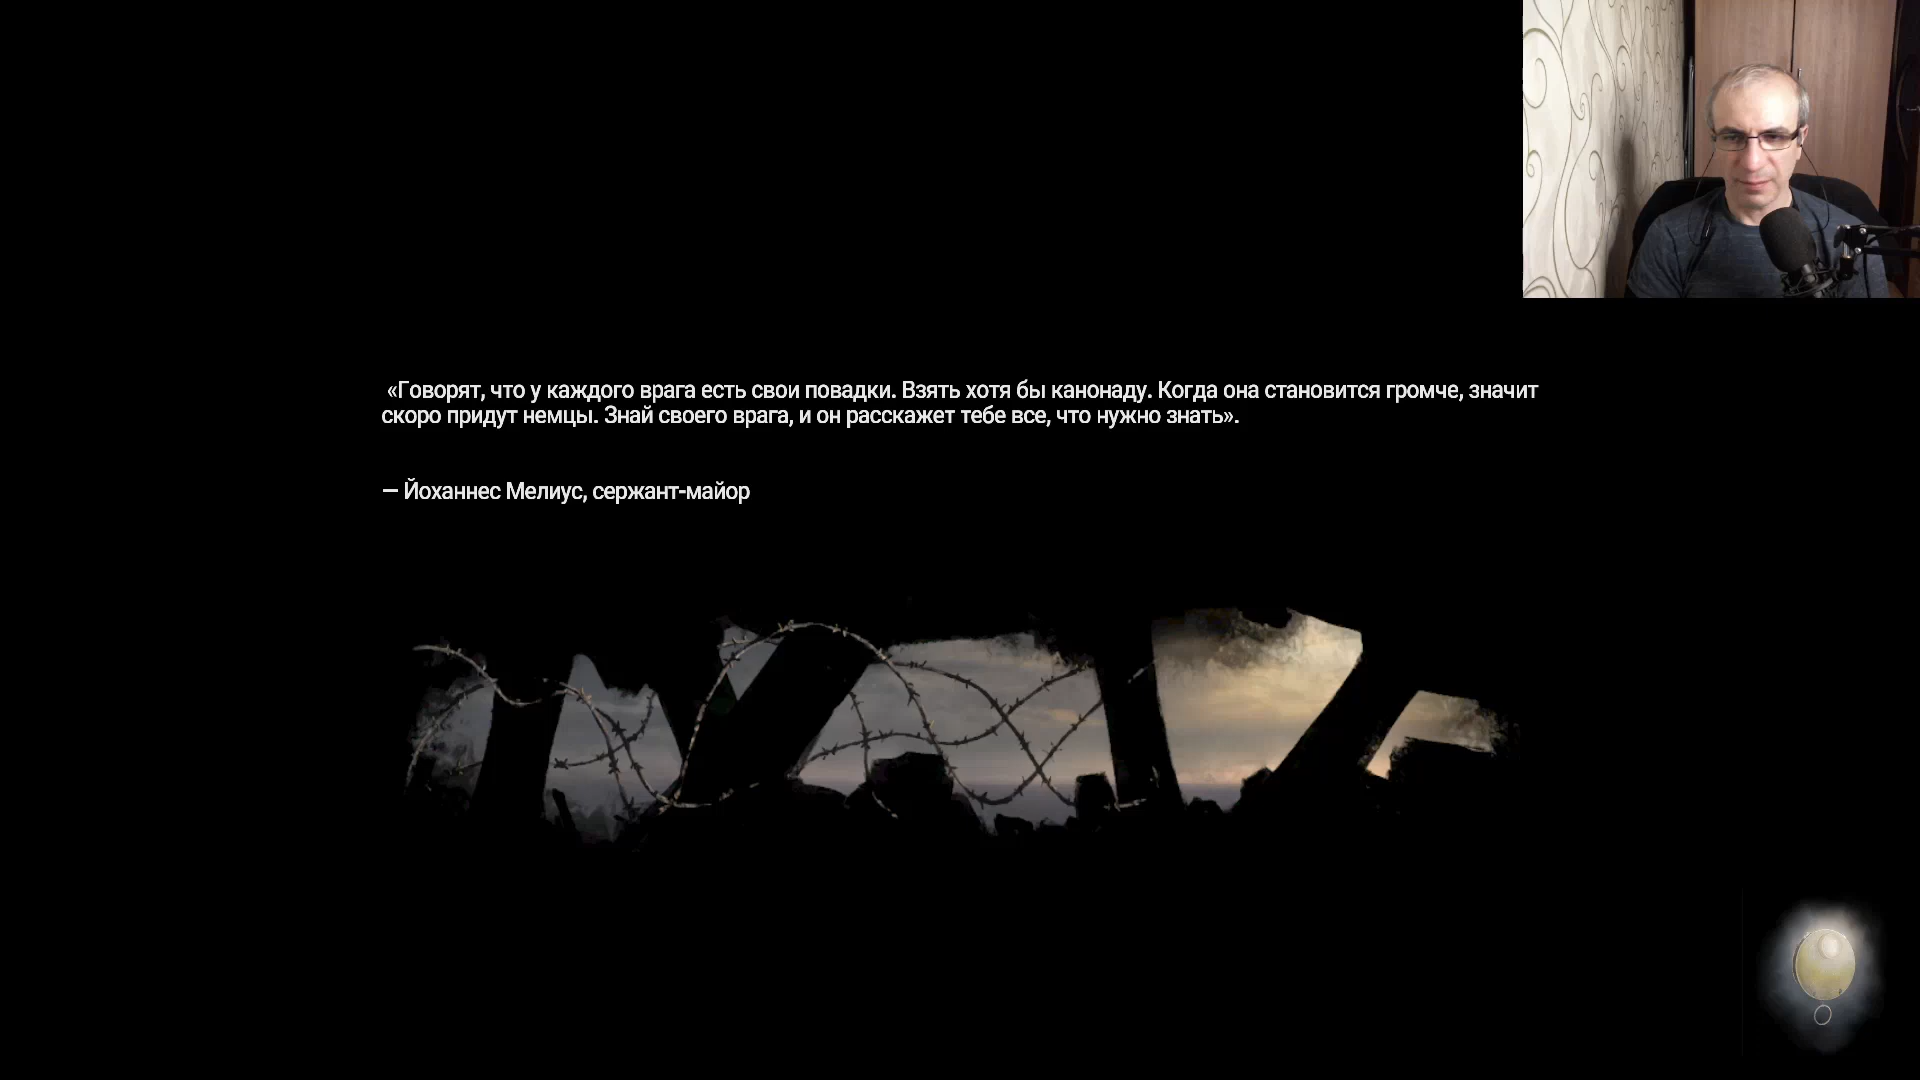 «Говорят, что у каждого врага есть свои повадки. Взять хотя бы канонаду. Когда она становится громче, значит
скоро придут немцы. Знай своего врага, и он расскажет тебе все, что нужно знать».
— Йоханнес Мелиус, сержант-майор